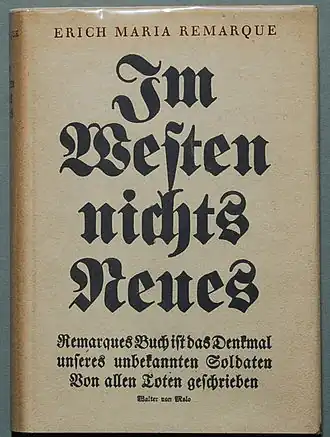 ERICH MARIA REMARQUE
Im
Weſten
nichts
Neues
Remarques Buch iſt das Denkmal
unſeres unbekannten Soldaten
Von allen Toten geſchrieben
Walter von Molo